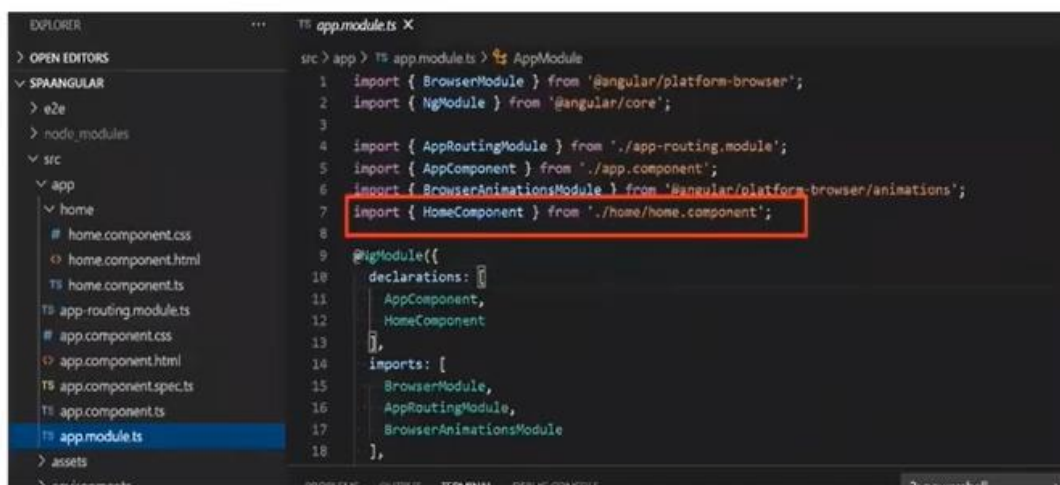 EXPLORER ...
> OPEN EDITORS
SPAANGULAR
> e2e
> node_modules
src
app
home
# home.component.css
<> home.component.html
TS home.component.ts
TS app-routing.module.ts
# app.component.css
<> app.component.html
TS app.component.spec.ts
TS app.component.ts
TS app.module.ts
> assets
TS app.module.ts X
src > app > TS app.module.ts > AppModule
1 import { BrowserModule } from '@angular/platform-browser';
2 import { NgModule } from '@angular/core';
3
4 import { AppRoutingModule } from './app-routing.module';
5 import { AppComponent } from './app.component';
6 import { BrowserAnimationsModule } from '@angular/platform-browser/animations';
7 import { HomeComponent } from './home/home.component';
8
9 @NgModule({
10 declarations: [
11 AppComponent,
12 HomeComponent
13 ],
14 imports: [
15 BrowserModule,
16 AppRoutingModule,
17 BrowserAnimationsModule
18 ],